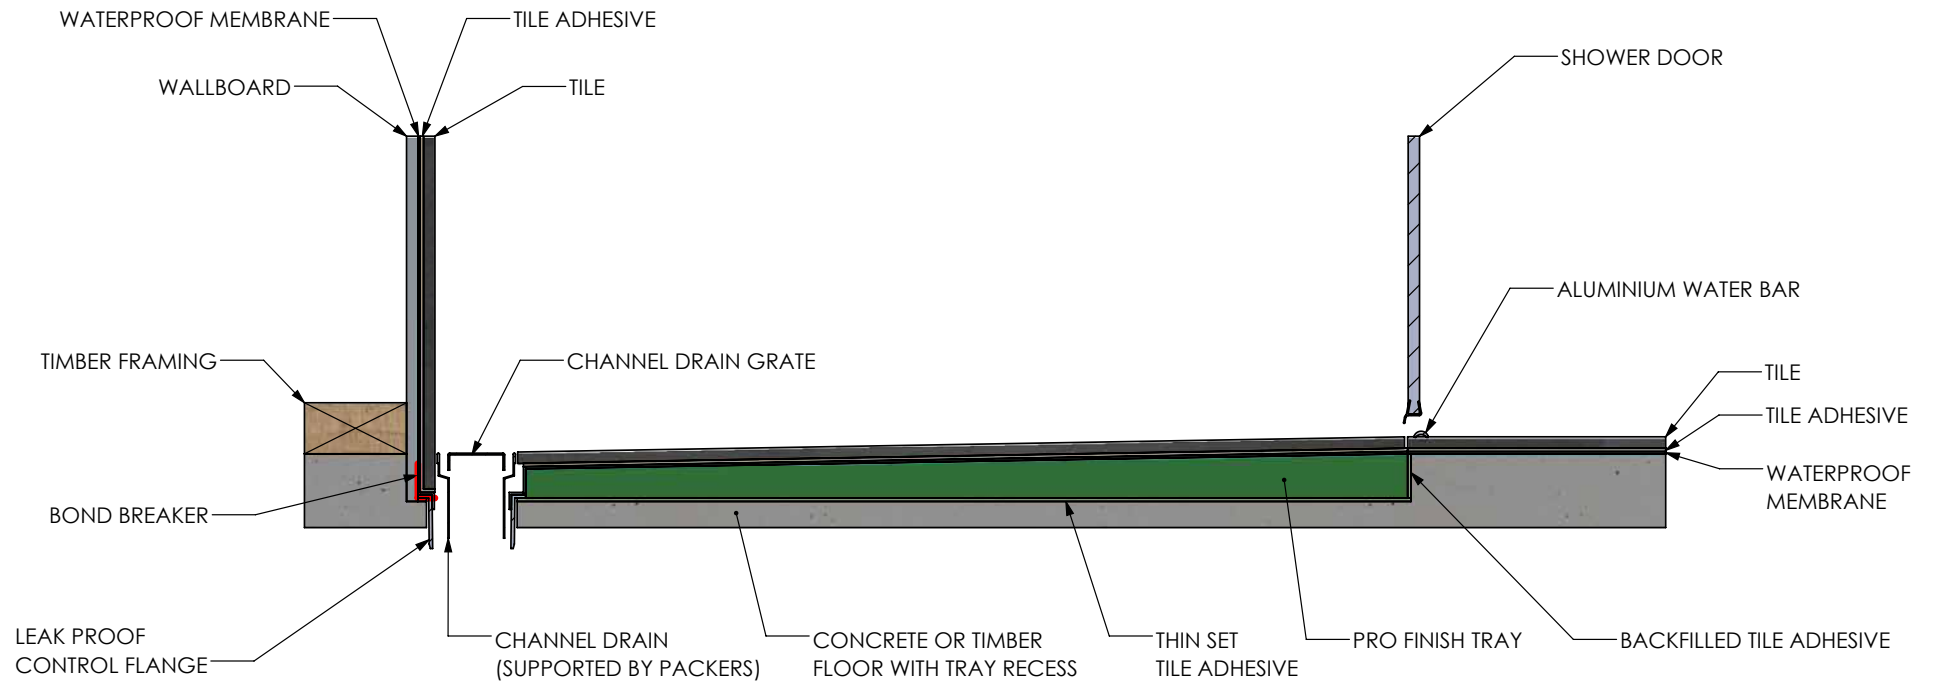 WATERPROOF MEMBRANE
TILE ADHESIVE
WALLBOARD
TILE
SHOWER DOOR
ALUMINIUM WATER BAR
TIMBER FRAMING
CHANNEL DRAIN GRATE
TILE
TILE ADHESIVE
WATERPROOF
MEMBRANE
BOND BREAKER
LEAK PROOF
CONTROL FLANGE
CHANNEL DRAIN
(SUPPORTED BY PACKERS)
CONCRETE OR TIMBER
FLOOR WITH TRAY RECESS
THIN SET
TILE ADHESIVE
PRO FINISH TRAY
BACKFILLED TILE ADHESIVE